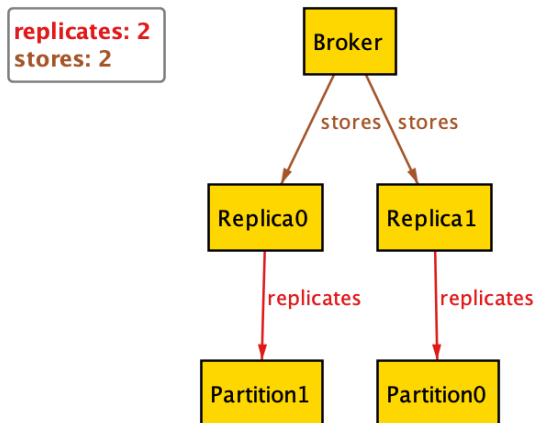 replicates: 2
stores: 2
Broker
stores stores
Replica0 Replica1
replicates replicates
Partition1 Partition0